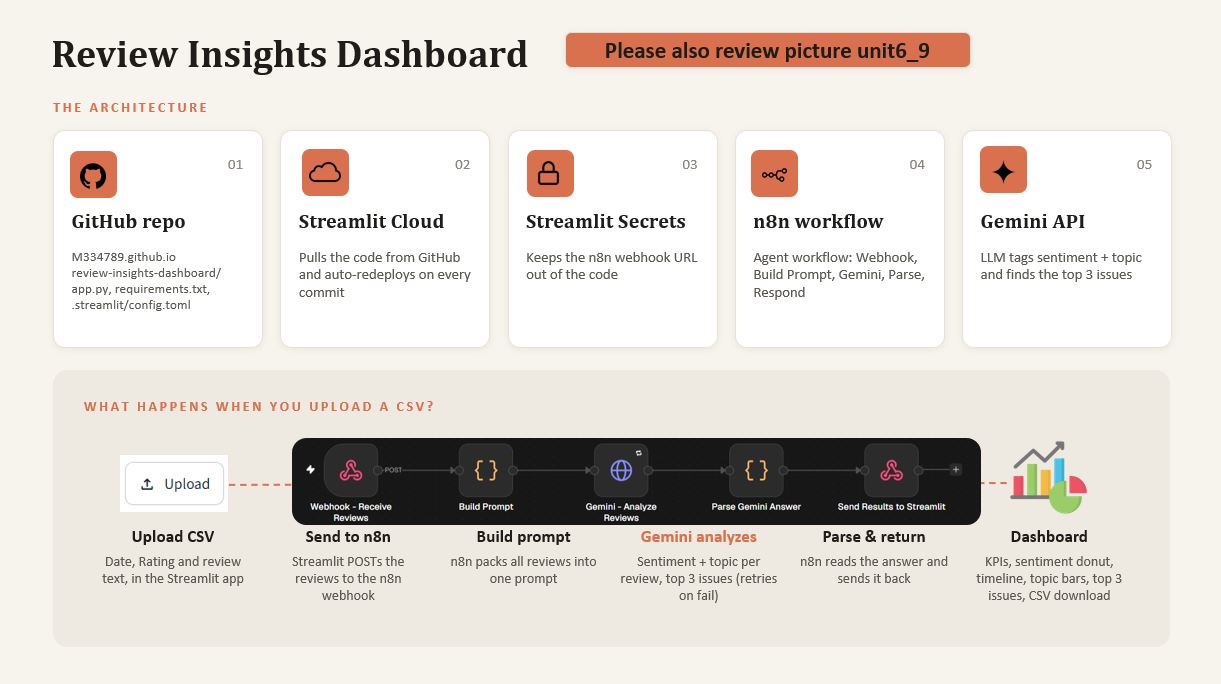 Review Insights Dashboard
Please also review picture unit6_9
THE ARCHITECTURE
01
GitHub repo
M334789.github.io
review-insights-dashboard/
app.py, requirements.txt,
.streamlit/config.toml
02
Streamlit Cloud
Pulls the code from GitHub
and auto-redeploys on every
commit
03
Streamlit Secrets
Keeps the n8n webhook URL
out of the code
04
n8n workflow
Agent workflow: Webhook,
Build Prompt, Gemini, Parse,
Respond
05
Gemini API
LLM tags sentiment + topic
and finds the top 3 issues
WHAT HAPPENS WHEN YOU UPLOAD A CSV?
Upload
POST
Webhook - Receive
Reviews
Build Prompt
Gemini - Analyze
Reviews
Parse Gemini Answer
Send Results to Streamlit
Upload CSV
Date, Rating and review
text, in the Streamlit app
Send to n8n
Streamlit POSTs the
reviews to the n8n
webhook
Build prompt
n8n packs all reviews into
one prompt
Gemini analyzes
Sentiment + topic per
review, top 3 issues (retries
on fail)
Parse & return
n8n reads the answer and
sends it back
Dashboard
KPIs, sentiment donut,
timeline, topic bars, top 3
issues, CSV download